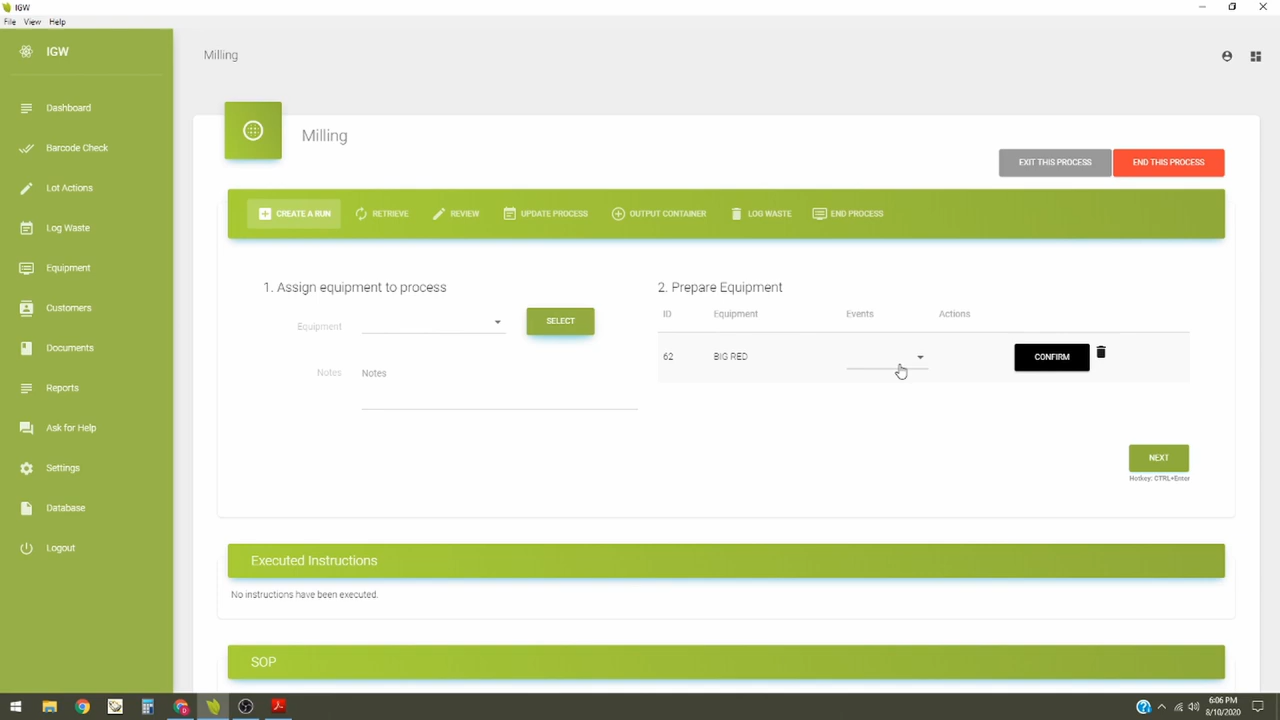 IGW
File View Help
IGW
Milling
Dashboard
Barcode Check
Lot Actions
Log Waste
Equipment
Customers
Documents
Reports
Ask for Help
Settings
Database
Logout
Milling
EXIT THIS PROCESS
END THIS PROCESS
CREATE A RUN RETRIEVE REVIEW UPDATE PROCESS OUTPUT CONTAINER LOG WASTE END PROCESS
1. Assign equipment to process
Equipment
SELECT
Notes
Notes
2. Prepare Equipment
ID Equipment Events Actions
62 BIG RED CONFIRM
NEXT
Hotkey: CTRL+Enter
Executed Instructions
No instructions have been executed.
SOP
6:06 PM
8/10/2020